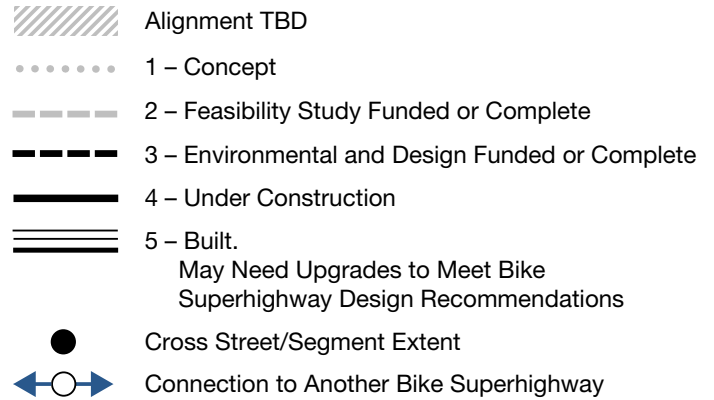 Alignment TBD
1 – Concept
2 – Feasibility Study Funded or Complete
3 – Environmental and Design Funded or Complete
4 – Under Construction
5 – Built.
May Need Upgrades to Meet Bike
Superhighway Design Recommendations
Cross Street/Segment Extent
Connection to Another Bike Superhighway